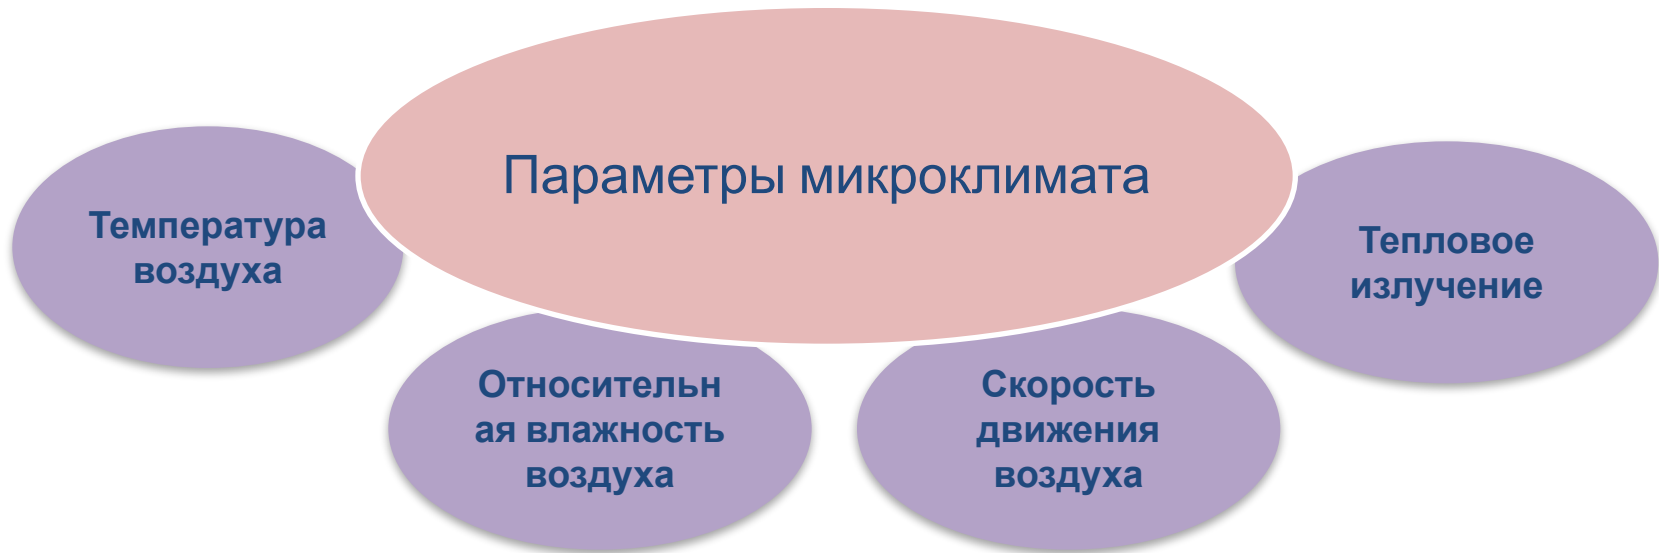 Параметры микроклимата
Температура
воздуха
Относительн
ая влажность
воздуха
Скорость
движения
воздуха
Тепловое
излучение